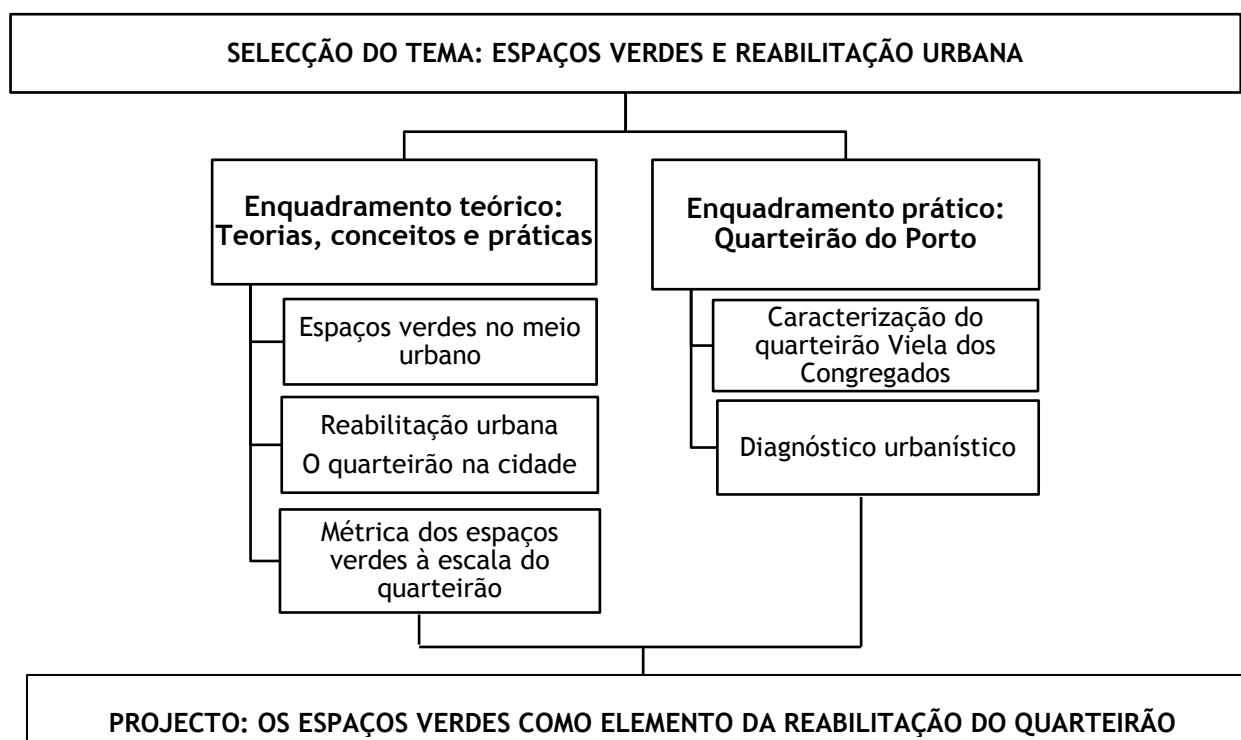 SELECÇÃO DO TEMA: ESPAÇOS VERDES E REABILITAÇÃO URBANA
Enquadramento teórico:
Teorias, conceitos e práticas
Espaços verdes no meio
urbano
Reabilitação urbana
O quarteirão na cidade
Métrica dos espaços
verdes à escala do
quarteirão
Enquadramento prático:
Quarteirão do Porto
Caracterização do
quarteirão Viela dos
Congregados
Diagnóstico urbanístico
PROJECTO: OS ESPAÇOS VERDES COMO ELEMENTO DA REABILITAÇÃO DO QUARTEIRÃO